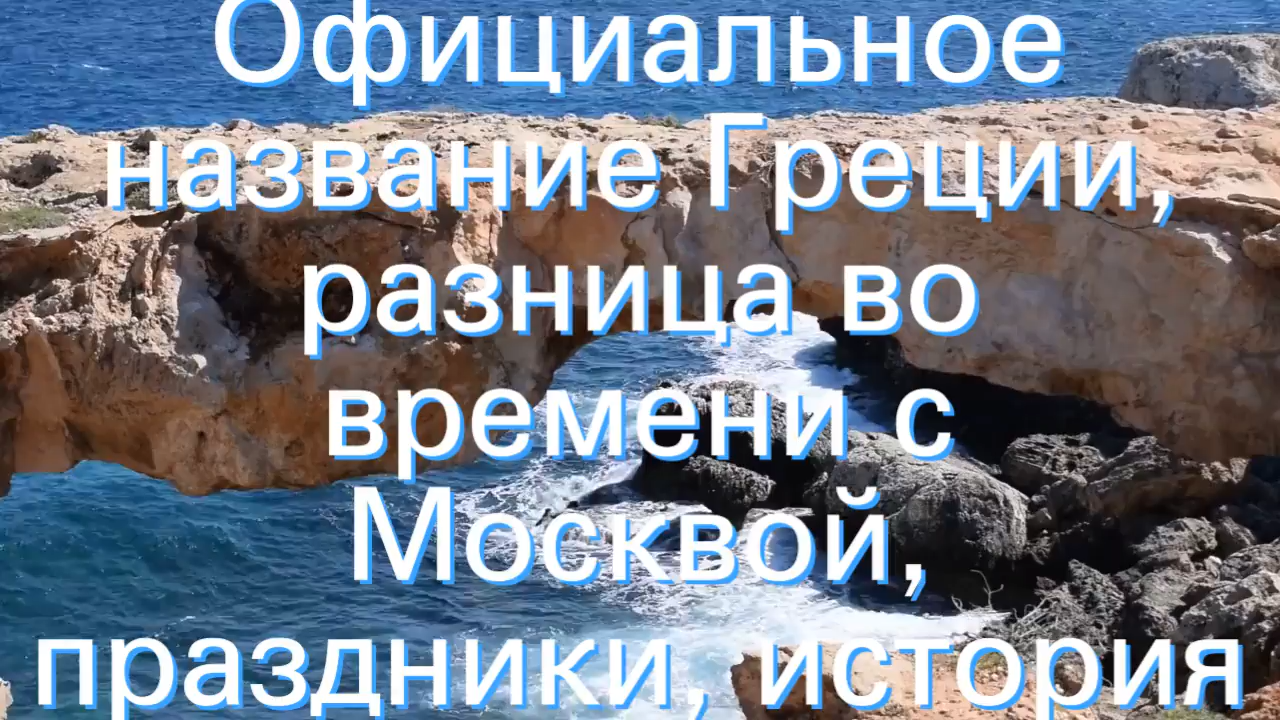 Официальное
название Греции,
разница во
времени с
Москвой,
праздники, история